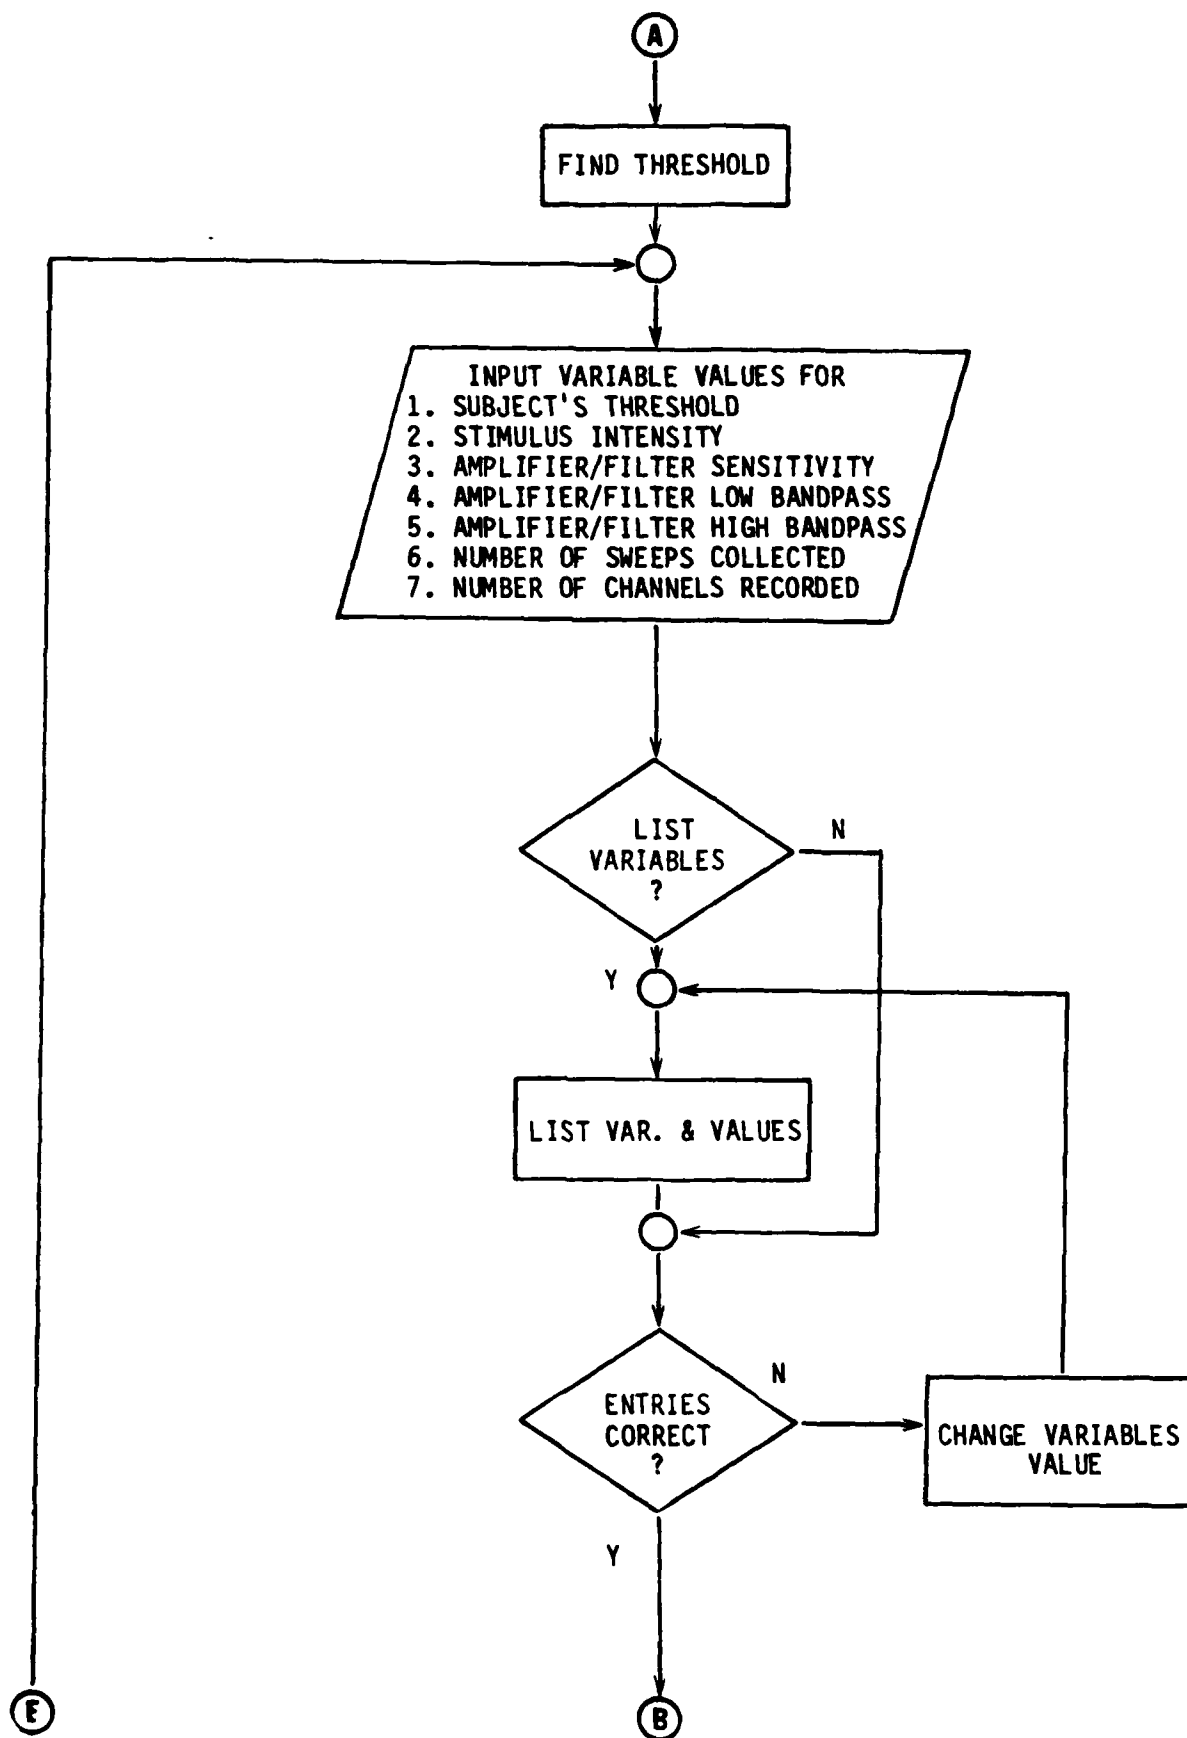 A
FIND THRESHOLD
INPUT VARIABLE VALUES FOR
1. SUBJECT'S THRESHOLD
2. STIMULUS INTENSITY
3. AMPLIFIER/FILTER SENSITIVITY
4. AMPLIFIER/FILTER LOW BANDPASS
5. AMPLIFIER/FILTER HIGH BANDPASS
6. NUMBER OF SWEEPS COLLECTED
7. NUMBER OF CHANNELS RECORDED
LIST
VARIABLES
?
N
Y
LIST VAR. & VALUES
ENTRIES
CORRECT
?
N
CHANGE VARIABLES
VALUE
Y
E
B